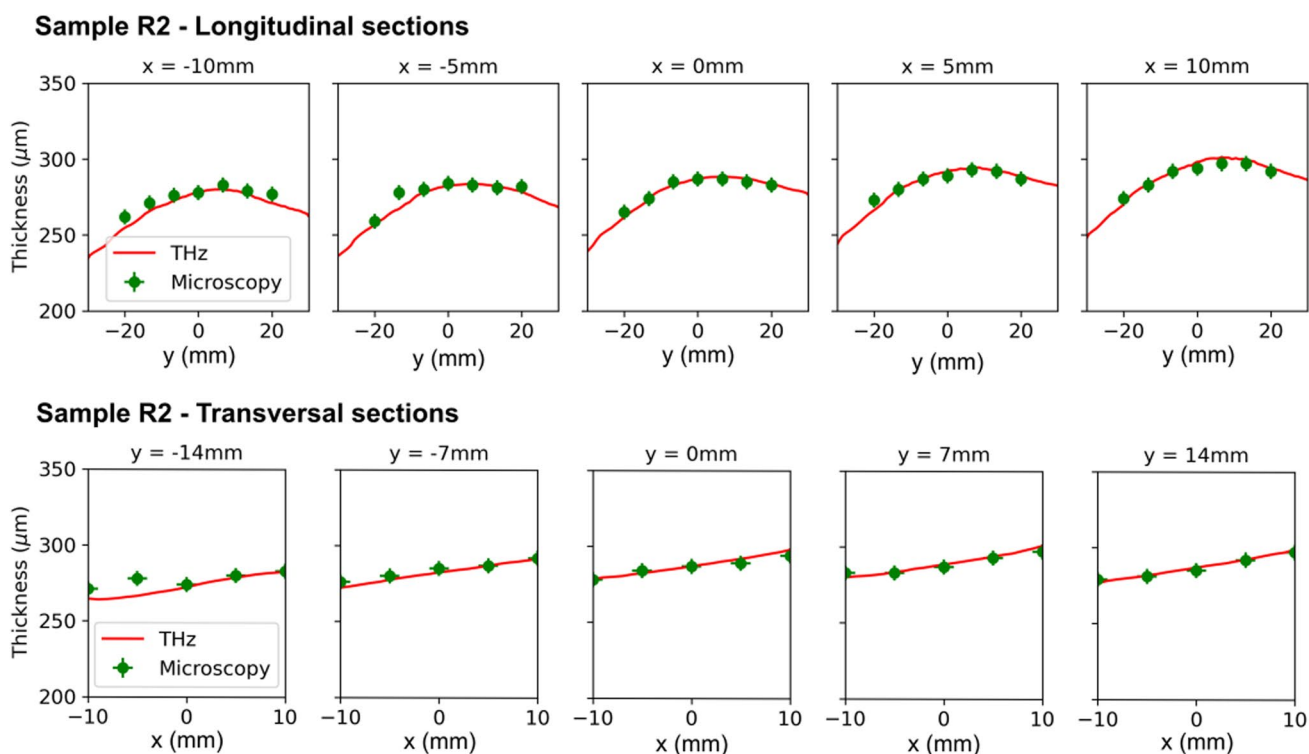 Sample R2 - Longitudinal sections
x = -10mm x = -5mm x = 0mm x = 5mm x = 10mm
350
300
250
200
Thickness (μm)
THz
Microscopy
−20 0 20 −20 0 20 −20 0 20 −20 0 20 −20 0 20
y (mm) y (mm) y (mm) y (mm) y (mm)
Sample R2 - Transversal sections
y = -14mm y = -7mm y = 0mm y = 7mm y = 14mm
350
300
250
200
Thickness (μm)
THz
Microscopy
−10 0 10 −10 0 10 −10 0 10 −10 0 10 −10 0 10
x (mm) x (mm) x (mm) x (mm) x (mm)